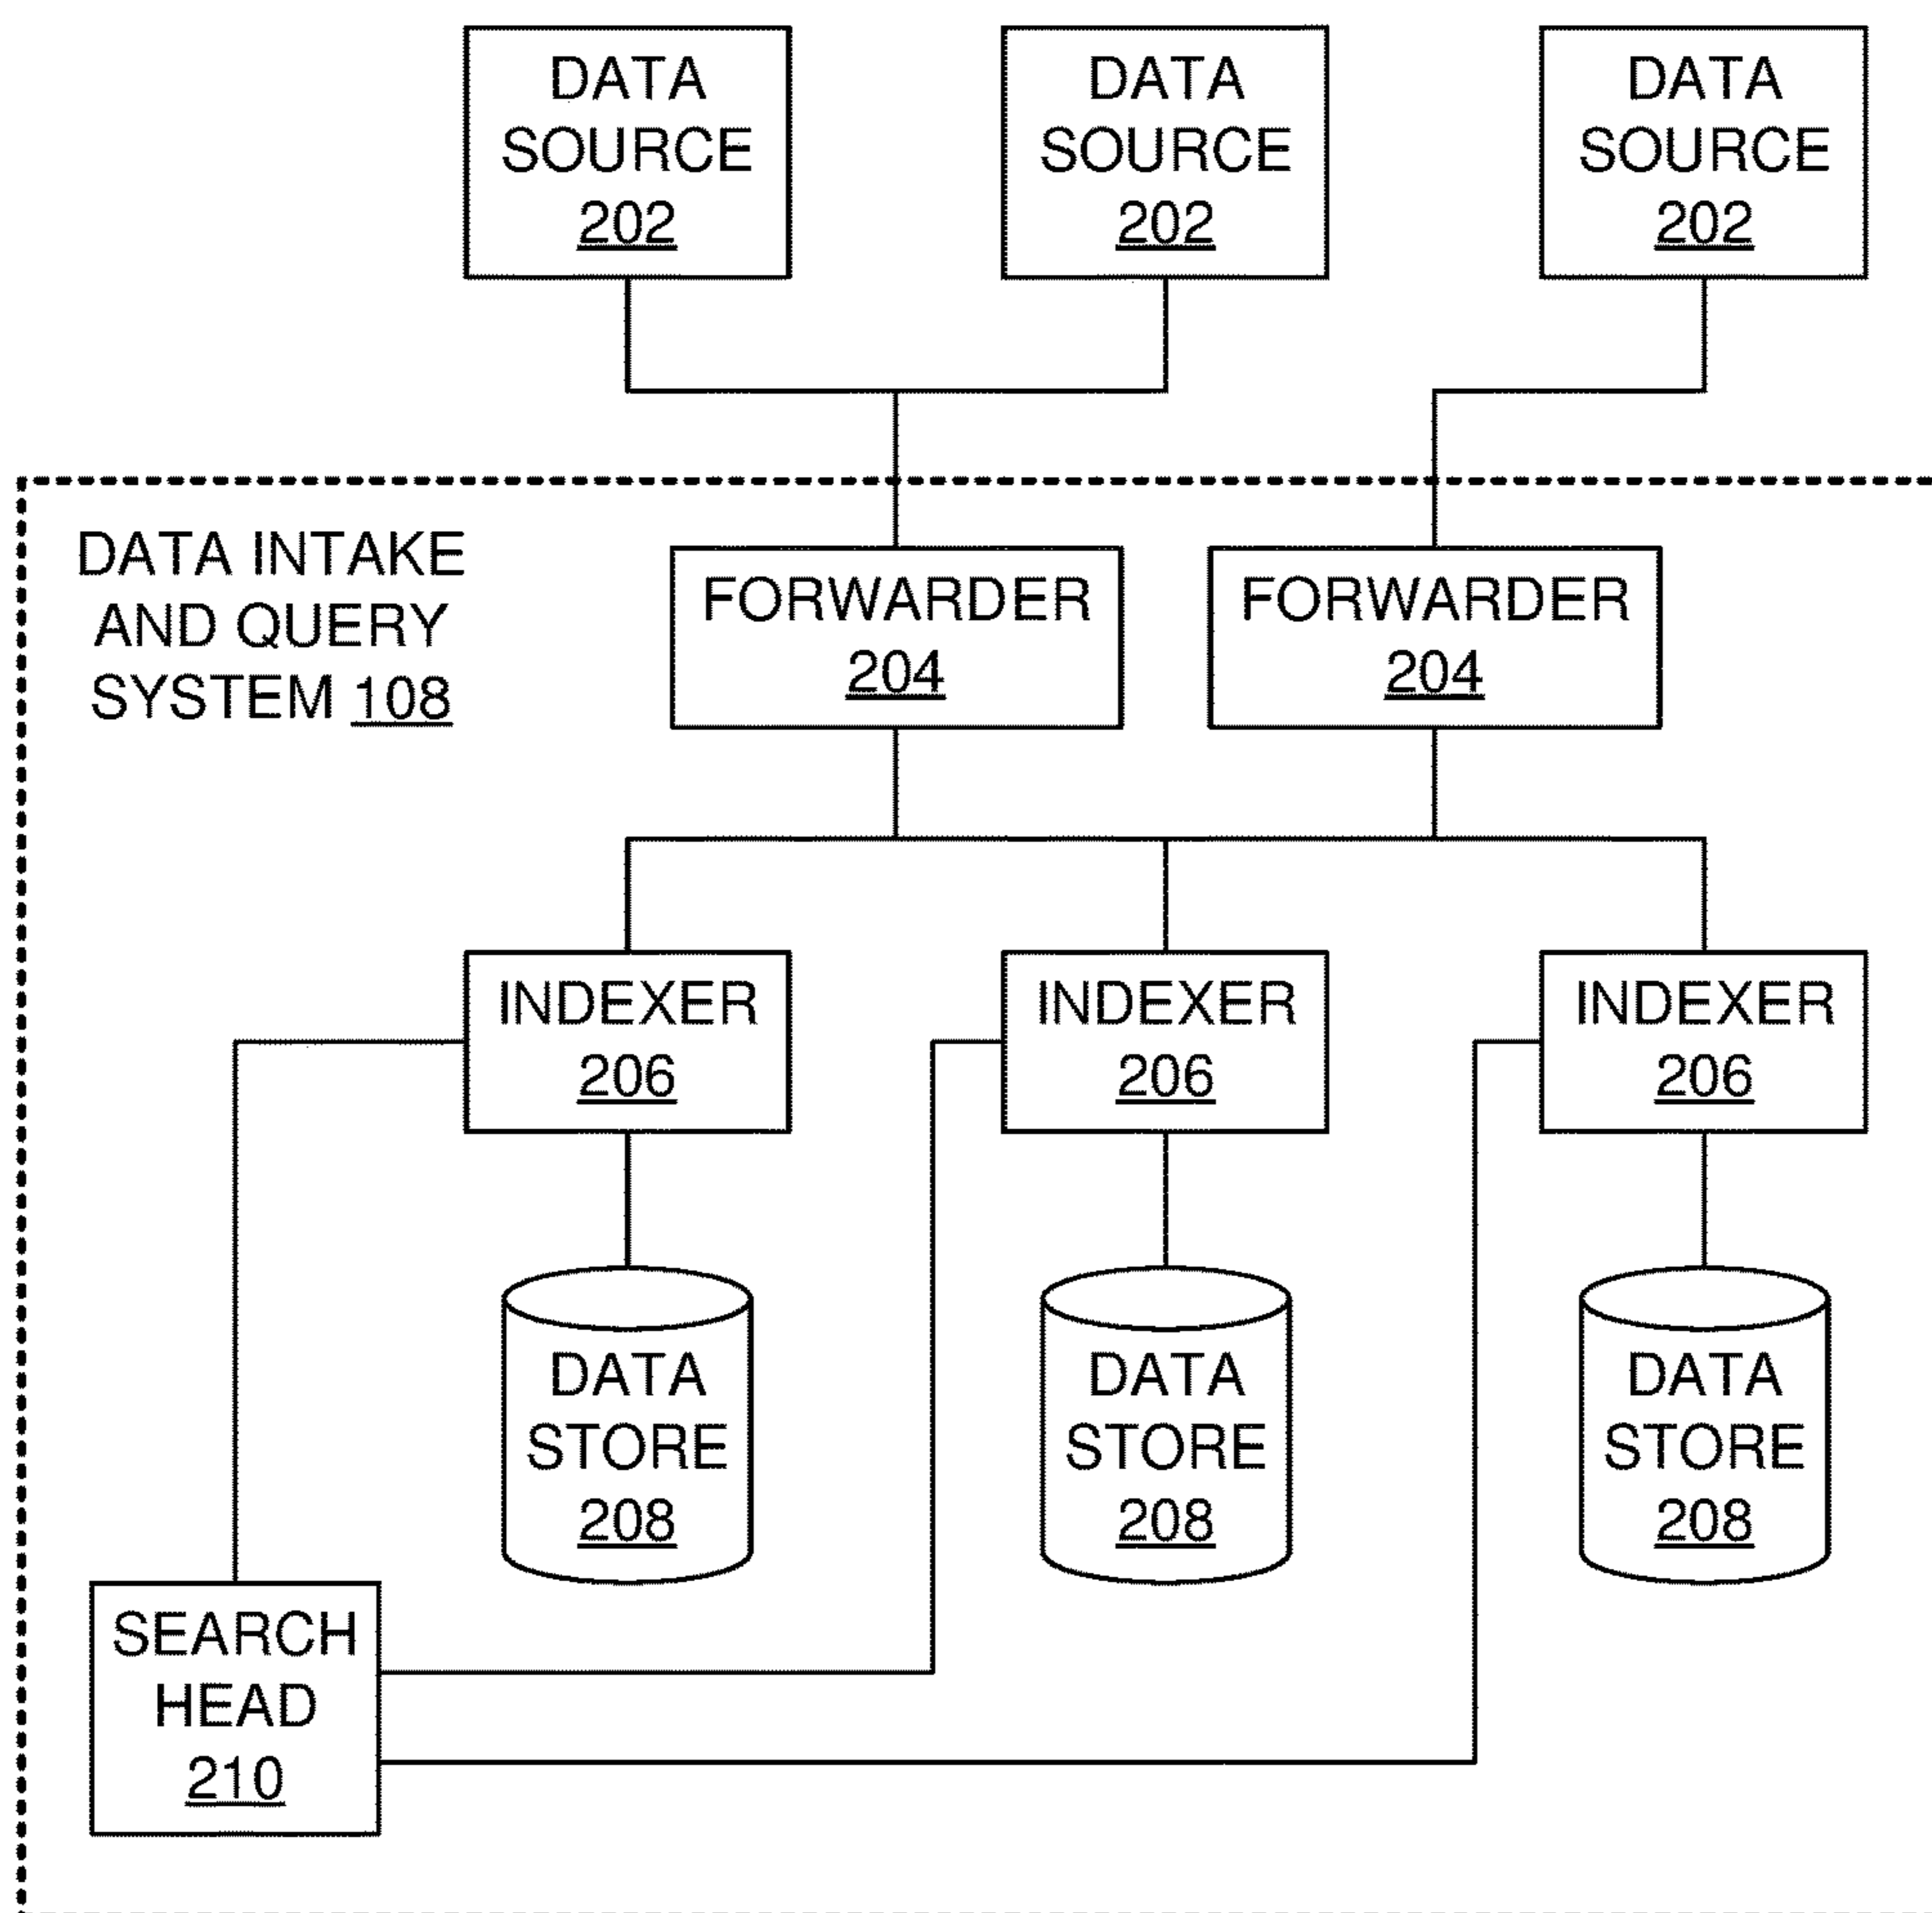 DATA
SOURCE
202
DATA
SOURCE
202
DATA
SOURCE
202
DATA INTAKE
AND QUERY
SYSTEM 108
FORWARDER
204
FORWARDER
204
INDEXER
206
INDEXER
206
INDEXER
206
DATA
STORE
208
DATA
STORE
208
DATA
STORE
208
SEARCH
HEAD
210